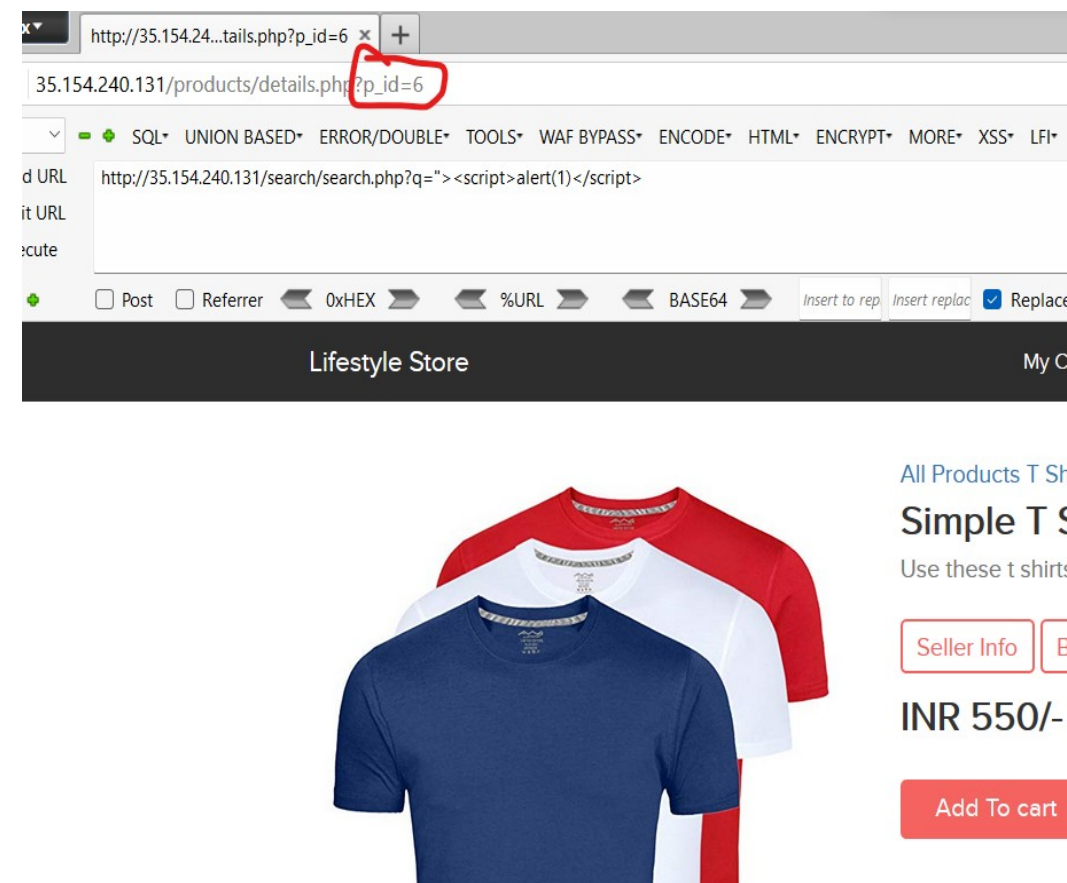 http://35.154.24...tails.php?p_id=6 × +
35.154.240.131/products/details.php?p_id=6
SQL UNION BASED ERROR/DOUBLE TOOLS WAF BYPASS ENCODE HTML ENCRYPT MORE XSS LFI
d URL http://35.154.240.131/search/search.php?q="><script>alert(1)</script>
it URL
ecute
Post Referrer 0xHEX %URL BASE64 Insert to rep Insert replac Replace
Lifestyle Store My C
All Products T Sh
Simple T S
Use these t shirts
Seller Info B
INR 550/-
Add To cart